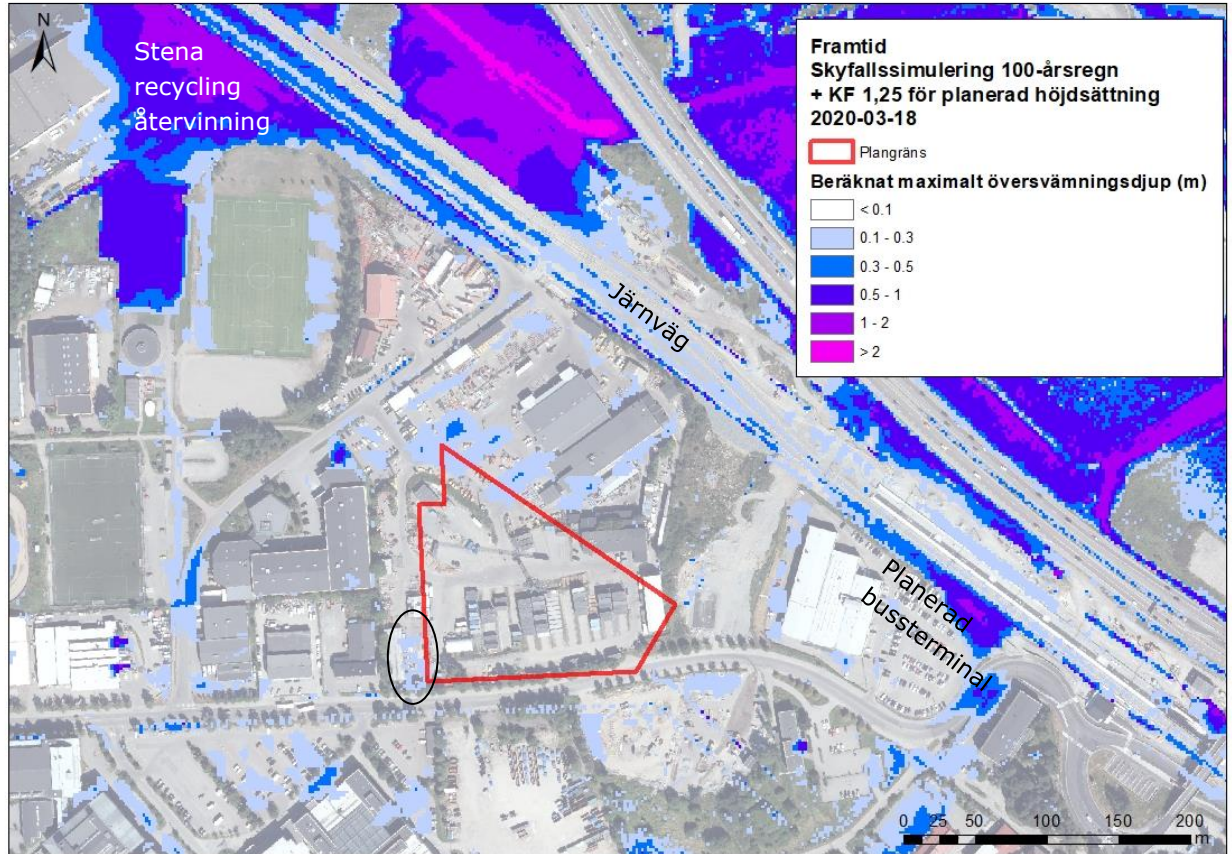 N
Stena
recycling
återvinning
Framtid
Skyfallssimulering 100-årsregn
+ KF 1,25 för planerad höjdsättning
2020-03-18
Plangräns
Beräknat maximalt översvämningsdjup (m)
< 0.1
0.1 - 0.3
0.3 - 0.5
0.5 - 1
1 - 2
> 2
Järnväg
Planerad
bussterminal
0 25 50 100 150 200
m